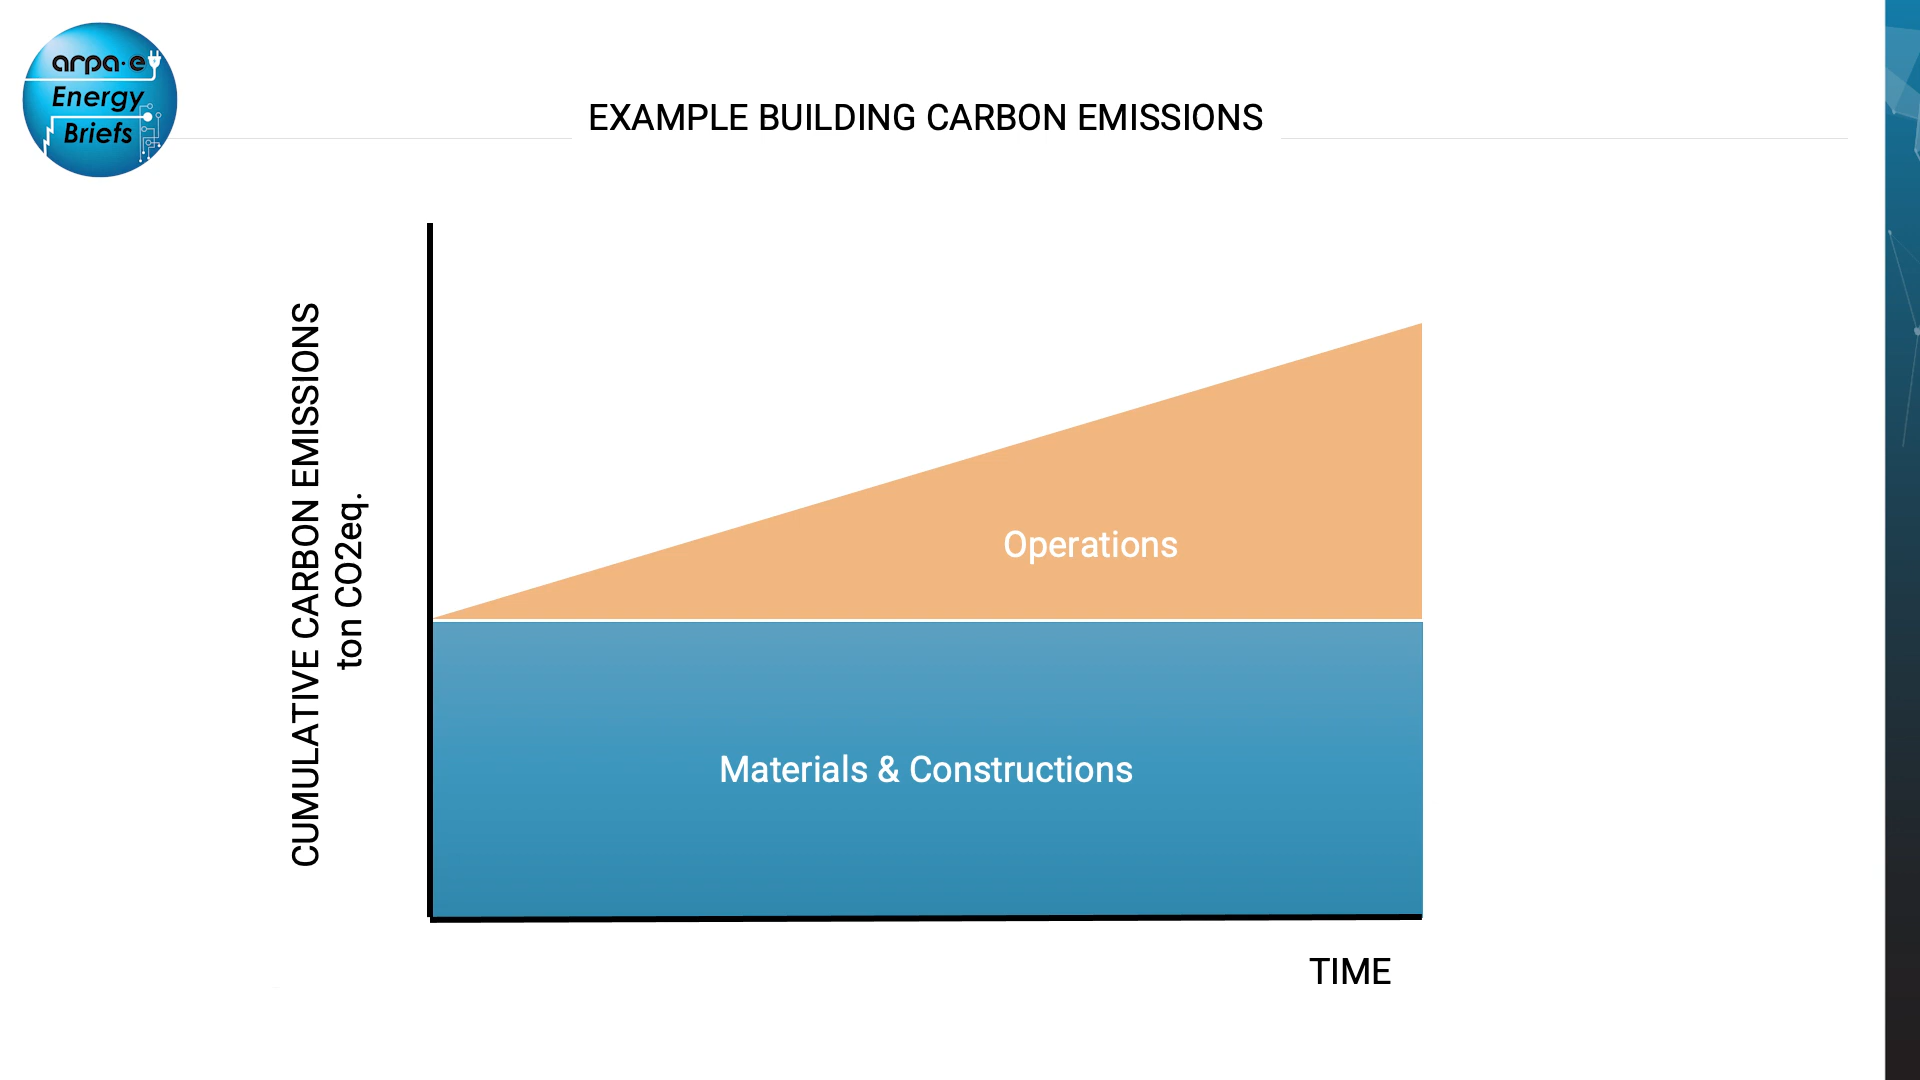 arpa·e
Energy
Briefs
EXAMPLE BUILDING CARBON EMISSIONS
CUMULATIVE CARBON EMISSIONS
ton CO2eq.
Operations
Materials & Constructions
TIME